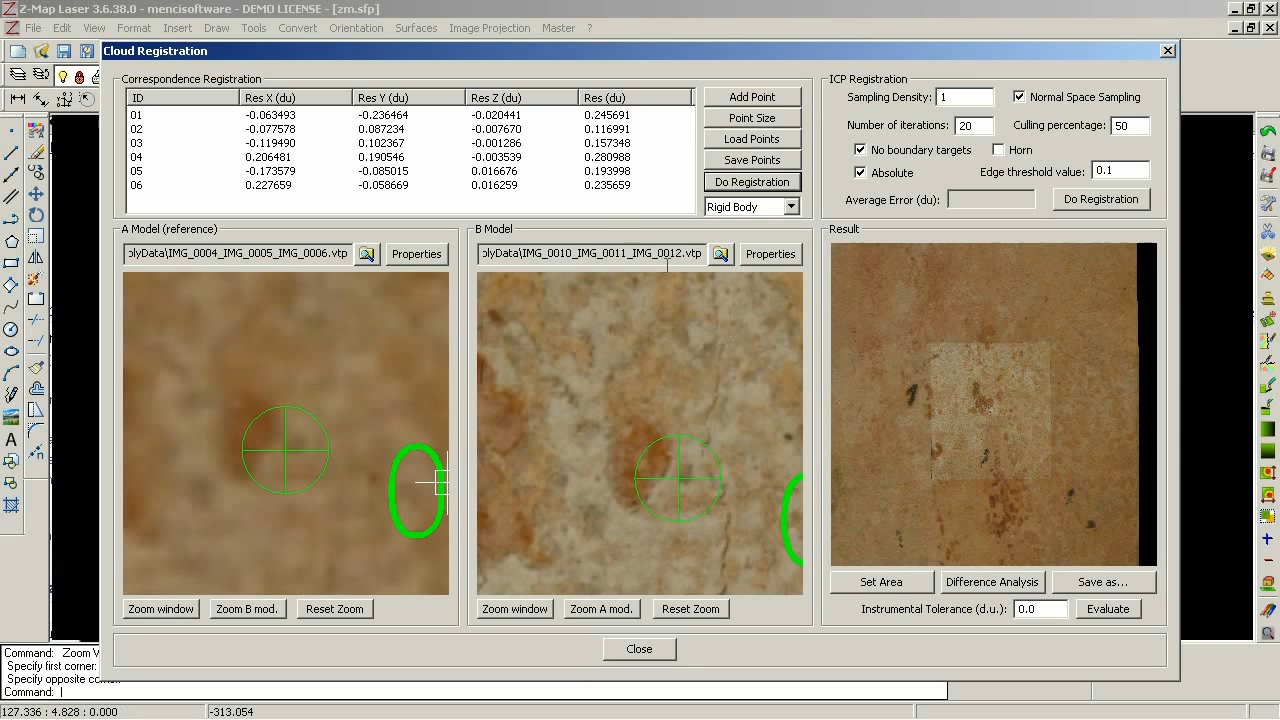 Z-Map Laser 3.6.38.0 - mencisoftware - DEMO LICENSE - [zm.sfp]
File Edit View Format Insert Draw Tools Convert Orientation Surfaces Image Projection Master ?
Cloud Registration
Correspondence Registration
ID Res X (du) Res Y (du) Res Z (du) Res (du)
01 -0.063493 -0.236464 -0.020441 0.245691
02 -0.077578 0.087234 -0.007670 0.116991
03 -0.119490 0.102367 -0.001286 0.157348
04 0.206481 0.190546 -0.003539 0.280988
05 -0.173579 -0.085015 0.016676 0.193998
06 0.227659 -0.058669 0.016259 0.235659
Add Point
Point Size
Load Points
Save Points
Do Registration
Rigid Body
ICP Registration
Sampling Density: 1 Normal Space Sampling
Number of iteritions: 20 Culling percentage: 50
No boundary targets Horn
Absolute Edge threshold value: 0.1
Average Error (du): Do Registration
A Model (reference)
olyData\IMG_0004_IMG_0005_IMG_0006.vtp Properties
Zoom window Zoom B mod. Reset Zoom
B Model
olyData\IMG_0010_IMG_0011_IMG_0012.vtp Properties
Zoom window Zoom A mod. Reset Zoom
Result
Set Area Difference Analysis Save as...
Instrumental Tolerance (d.u.): 0.0 Evaluate
Close
A
Command: Zoom
Specify first corner:
Specify opposite
Command:
127.336 : 4.828 : 0.000 -313.054